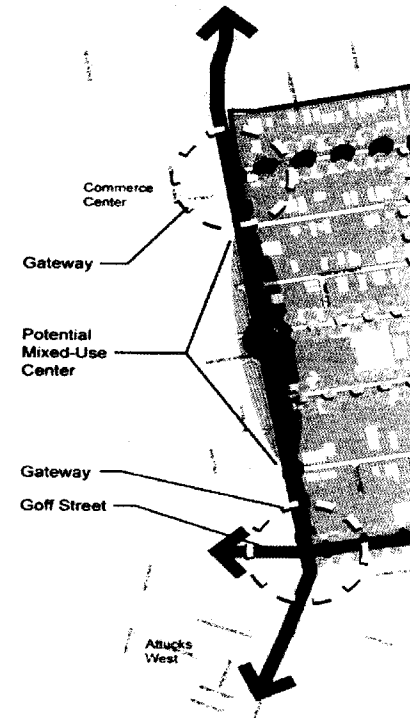 Commerce
Center
Gateway
Potential
Mixed-Use
Center
Gateway
Goff Street
Attucks
West